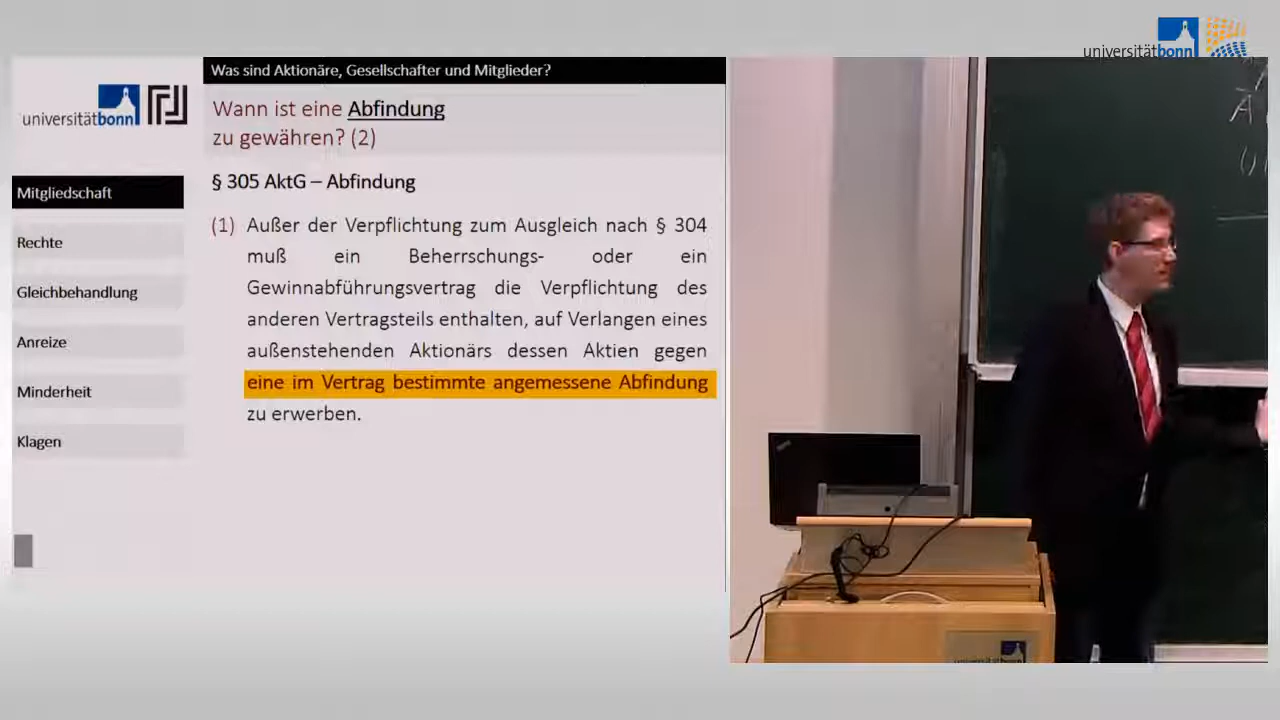 universitätbonn
Was sind Aktionäre, Gesellschafter und Mitglieder?
universitätbonn
Wann ist eine Abfindung
zu gewähren? (2)
§ 305 AktG – Abfindung
Mitgliedschaft
Rechte
Gleichbehandlung
Anreize
Minderheit
Klagen
(1) Außer der Verpflichtung zum Ausgleich nach § 304
muß ein Beherrschungs- oder ein
Gewinnabführungsvertrag die Verpflichtung des
anderen Vertragsteils enthalten, auf Verlangen eines
außenstehenden Aktionärs dessen Aktien gegen
eine im Vertrag bestimmte angemessene Abfindung
zu erwerben.
universitätbonn